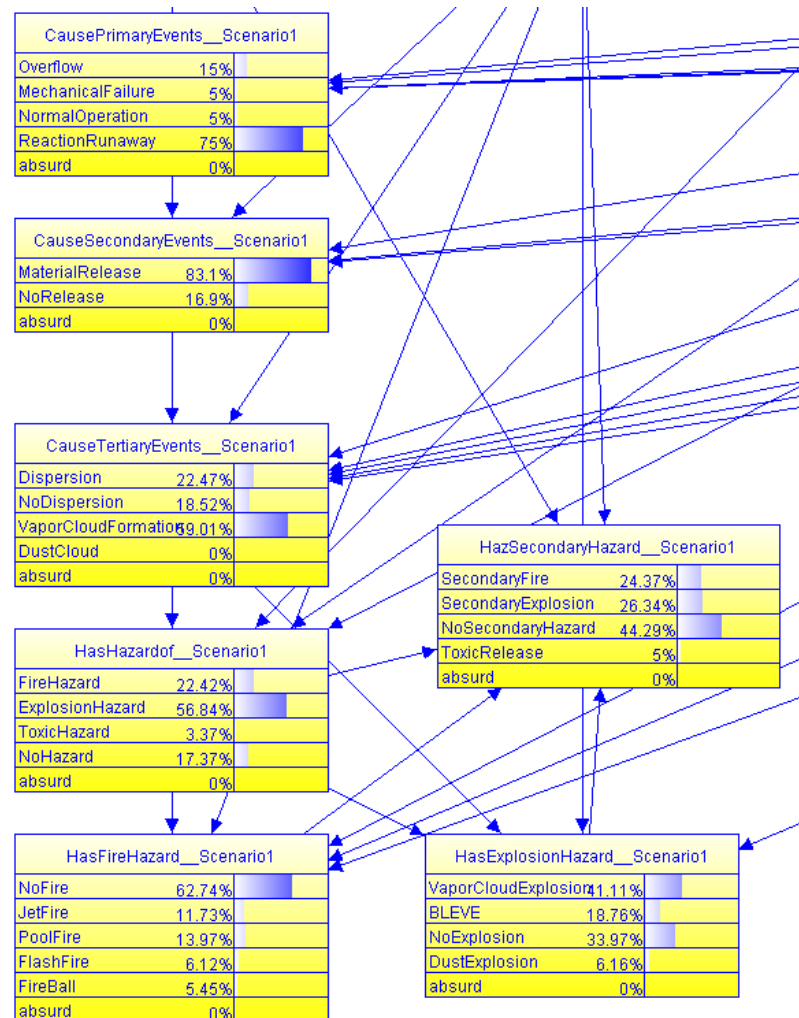 CausePrimaryEvents__Scenario1
Overflow 15%
MechanicalFailure 5%
NormalOperation 5%
ReactionRunaway 75%
absurd 0%
CauseSecondaryEvents__Scenario1
MaterialRelease 83.1%
NoRelease 16.9%
absurd 0%
CauseTertiaryEvents__Scenario1
Dispersion 22.47%
NoDispersion 18.52%
VaporCloudFormation 59.01%
DustCloud 0%
absurd 0%
HazSecondaryHazard__Scenario1
SecondaryFire 24.37%
SecondaryExplosion 26.34%
NoSecondaryHazard 44.29%
ToxicRelease 5%
absurd 0%
HasHazardof__Scenario1
FireHazard 22.42%
ExplosionHazard 56.84%
ToxicHazard 3.37%
NoHazard 17.37%
absurd 0%
HasFireHazard__Scenario1
NoFire 62.74%
JetFire 11.73%
PoolFire 13.97%
FlashFire 6.12%
FireBall 5.45%
absurd 0%
HasExplosionHazard__Scenario1
VaporCloudExplosion 41.11%
BLEVE 18.76%
NoExplosion 33.97%
DustExplosion 6.16%
absurd 0%